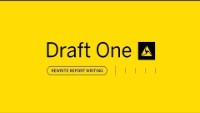 Draft One
REWRITE REPORT WRITING